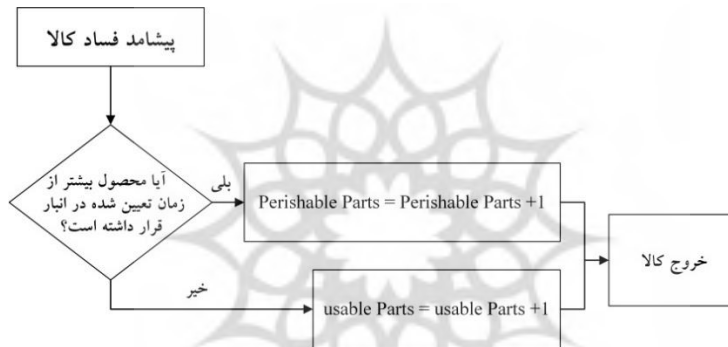 پیشامد فساد کالا
آیا محصول بیشتر از
زمان تعیین شده در انبار
قرار داشته است؟
بلی
Perishable Parts = Perishable Parts +1
خروج کالا
خیر
usable Parts = usable Parts +1